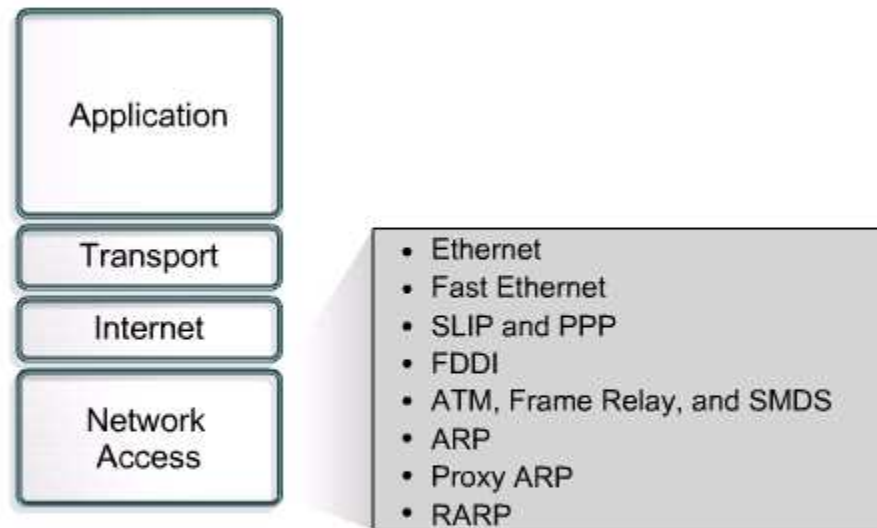 Application
Transport
Internet
Network
Access
• Ethernet
• Fast Ethernet
• SLIP and PPP
• FDDI
• ATM, Frame Relay, and SMDS
• ARP
• Proxy ARP
• RARP